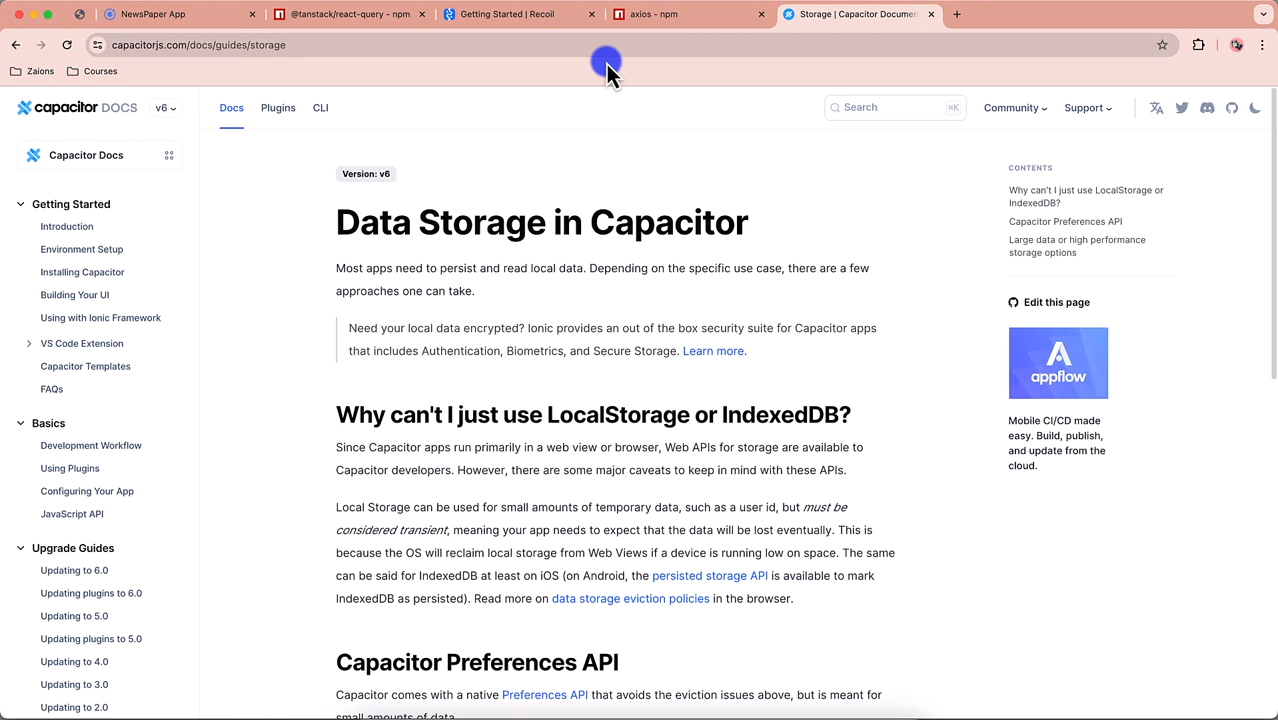 NewsPaper App
@tanstack/react-query - npm
Getting Started | Recoil
axios - npm
Storage | Capacitor Documen
capacitorjs.com/docs/guides/storage
Zaions
Courses
capacitor DOCS
v6
Docs
Plugins
CLI
Search
⌘K
Community
Support
Capacitor Docs
Getting Started
Introduction
Environment Setup
Installing Capacitor
Building Your UI
Using with Ionic Framework
VS Code Extension
Capacitor Templates
FAQs
Basics
Development Workflow
Using Plugins
Configuring Your App
JavaScript API
Upgrade Guides
Updating to 6.0
Updating plugins to 6.0
Updating to 5.0
Updating plugins to 5.0
Updating to 4.0
Updating to 3.0
Updating to 2.0
Version: v6
Data Storage in Capacitor
Most apps need to persist and read local data. Depending on the specific use case, there are a few
approaches one can take.
Need your local data encrypted? Ionic provides an out of the box security suite for Capacitor apps
that includes Authentication, Biometrics, and Secure Storage. Learn more.
Why can't I just use LocalStorage or IndexedDB?
Since Capacitor apps run primarily in a web view or browser, Web APIs for storage are available to
Capacitor developers. However, there are some major caveats to keep in mind with these APIs.
Local Storage can be used for small amounts of temporary data, such as a user id, but must be
considered transient, meaning your app needs to expect that the data will be lost eventually. This is
because the OS will reclaim local storage from Web Views if a device is running low on space. The same
can be said for IndexedDB at least on iOS (on Android, the persisted storage API is available to mark
IndexedDB as persisted). Read more on data storage eviction policies in the browser.
Capacitor Preferences API
Capacitor comes with a native Preferences API that avoids the eviction issues above, but is meant for
small amounts of data.
CONTENTS
Why can't I just use LocalStorage or
IndexedDB?
Capacitor Preferences API
Large data or high performance
storage options
Edit this page
appflow
Mobile CI/CD made
easy. Build, publish,
and update from the
cloud.